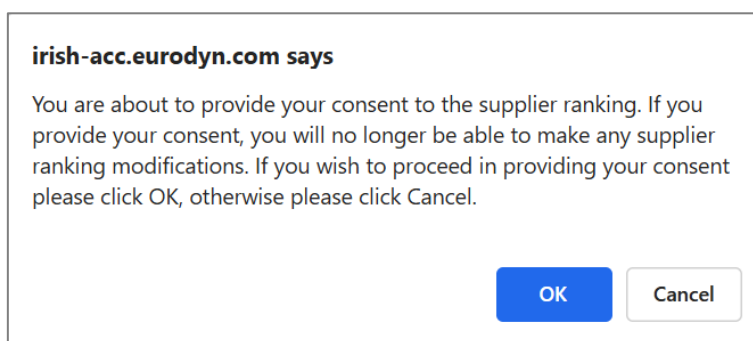 irish-acc.eurodyn.com says
You are about to provide your consent to the supplier ranking. If you
provide your consent, you will no longer be able to make any supplier
ranking modifications. If you wish to proceed in providing your consent
please click OK, otherwise please click Cancel.
OK Cancel